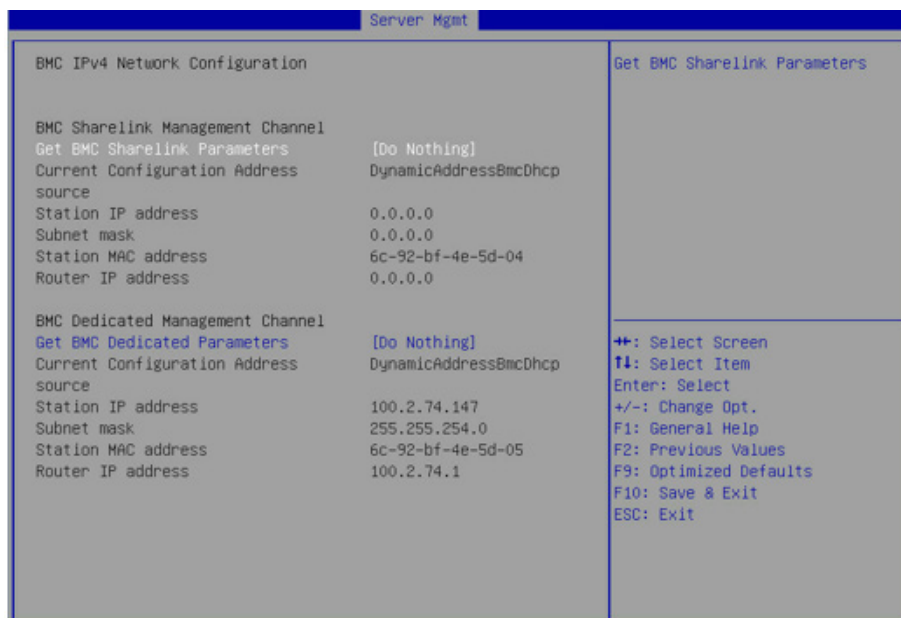 Server Mgmt
BMC IPv4 Network Configuration
BMC Sharelink Management Channel
Get BMC Sharelink Parameters [Do Nothing]
Current Configuration Address DynamicAddressBmcDhcp
source
Station IP address 0.0.0.0
Subnet mask 0.0.0.0
Station MAC address 6c-92-bf-4e-5d-04
Router IP address 0.0.0.0
BMC Dedicated Management Channel
Get BMC Dedicated Parameters [Do Nothing]
Current Configuration Address DynamicAddressBmcDhcp
source
Station IP address 100.2.74.147
Subnet mask 255.255.254.0
Station MAC address 6c-92-bf-4e-5d-05
Router IP address 100.2.74.1
Get BMC Sharelink Parameters
→←: Select Screen
↑↓: Select Item
Enter: Select
+/-: Change Opt.
F1: General Help
F2: Previous Values
F9: Optimized Defaults
F10: Save & Exit
ESC: Exit